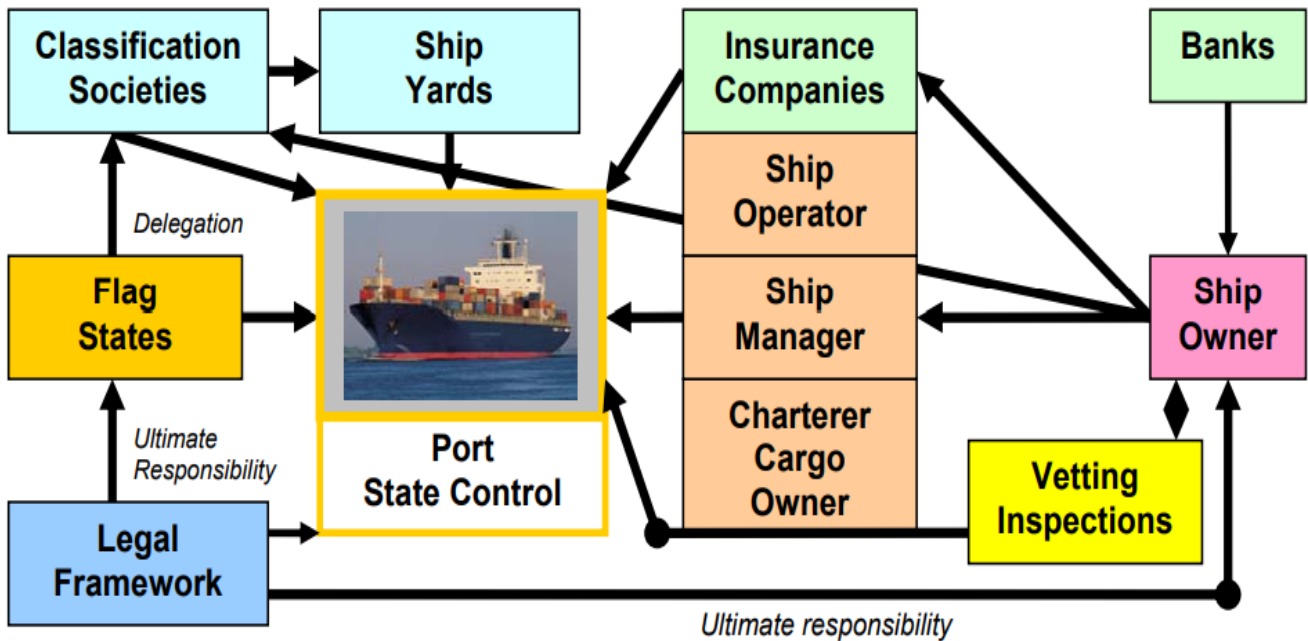 Classification
Societies
Ship
Yards
Insurance
Companies
Banks
Ship
Operator
Delegation
Flag
States
Ship
Manager
Ship
Owner
Ultimate
Responsibility
Port
State Control
Charterer
Cargo
Owner
Vetting
Inspections
Legal
Framework
Ultimate responsibility